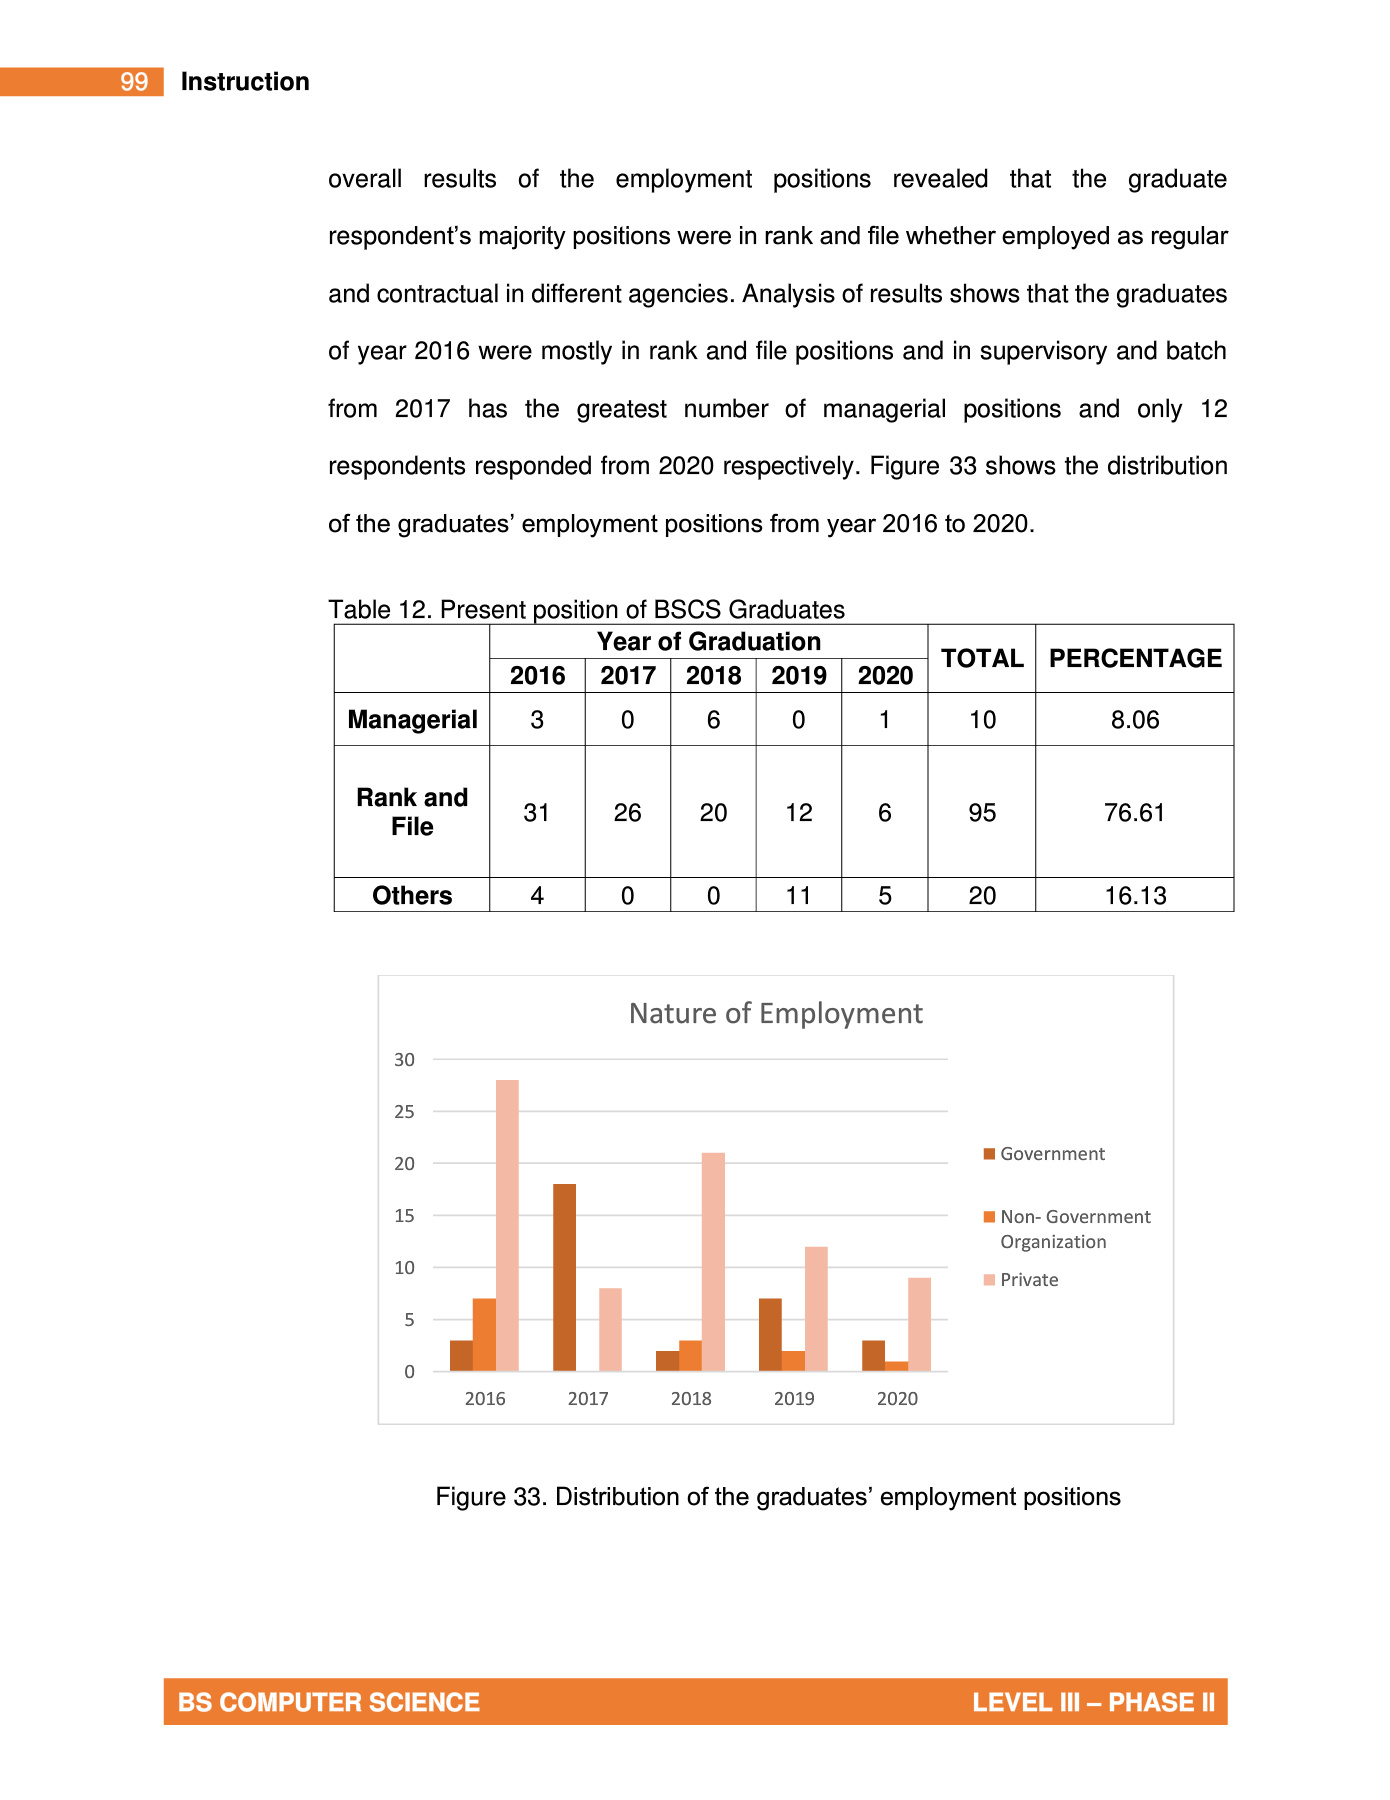 99 Instruction
overall results of the employment positions revealed that the graduate
respondent’s majority positions were in rank and file whether employed as regular
and contractual in different agencies. Analysis of results shows that the graduates
of year 2016 were mostly in rank and file positions and in supervisory and batch
from 2017 has the greatest number of managerial positions and only 12
respondents responded from 2020 respectively. Figure 33 shows the distribution
of the graduates’ employment positions from year 2016 to 2020.
Table 12. Present position of BSCS Graduates
Year of Graduation TOTAL PERCENTAGE
2016 2017 2018 2019 2020
Managerial 3 0 6 0 1 10 8.06
Rank and
File 31 26 20 12 6 95 76.61
Others 4 0 0 11 5 20 16.13
Nature of Employment
30
25
20
15
10
5
0
2016 2017 2018 2019 2020
Government
Non- Government
Organization
Private
Figure 33. Distribution of the graduates’ employment positions
BS COMPUTER SCIENCE LEVEL III – PHASE II